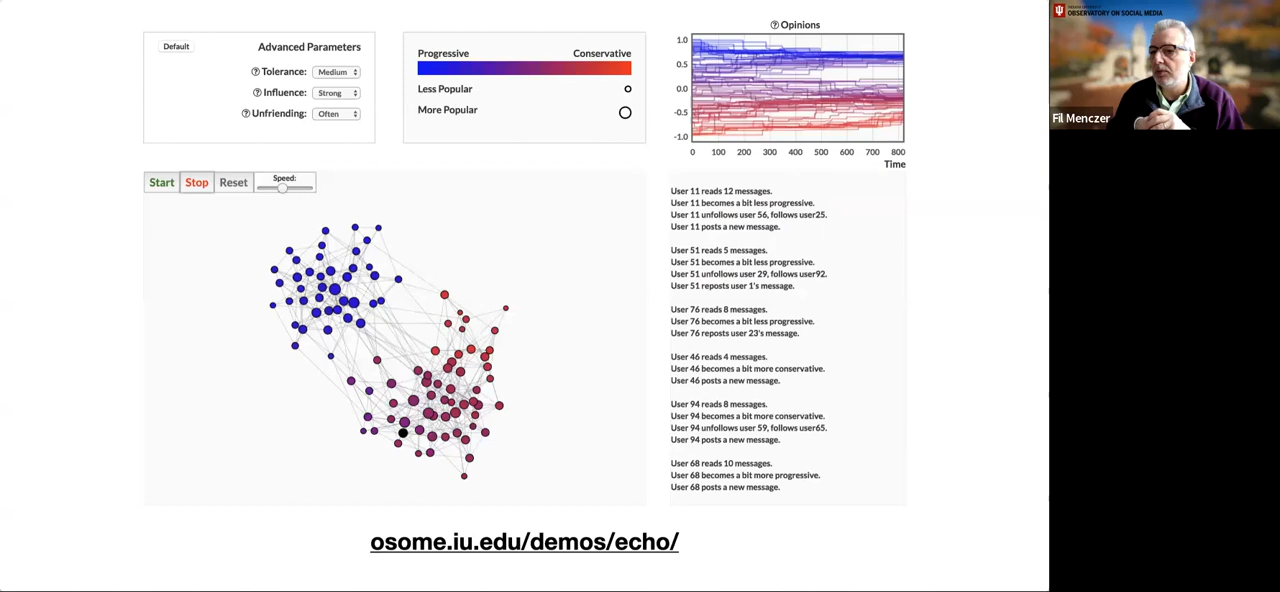 Default
Advanced Parameters
Tolerance: Medium
Influence: Strong
Unfriending: Often
Progressive Conservative
Less Popular
More Popular
Opinions
1.0
0.5
0.0
-0.5
-1.0
0 100 200 300 400 500 600 700 800
Time
Start Stop Reset
Speed:
User 11 reads 12 messages.
User 11 becomes a bit less progressive.
User 11 unfollows user 56, follows user25.
User 11 posts a new message.
User 51 reads 5 messages.
User 51 becomes a bit less progressive.
User 51 unfollows user 29, follows user92.
User 51 reposts user 1's message.
User 76 reads 8 messages.
User 76 becomes a bit less progressive.
User 76 reposts user 23's message.
User 46 reads 4 messages.
User 46 becomes a bit more conservative.
User 46 posts a new message.
User 94 reads 8 messages.
User 94 becomes a bit more conservative.
User 94 unfollows user 59, follows user65.
User 94 posts a new message.
User 68 reads 10 messages.
User 68 becomes a bit more progressive.
User 68 posts a new message.
osome.iu.edu/demos/echo/
OBSERVATORY ON SOCIAL MEDIA
Fil Menczer